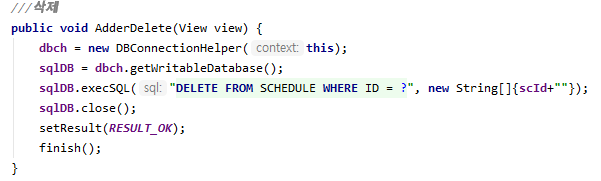 ///삭제
public void AdderDelete(View view) {
dbch = new DBConnectionHelper( context: this);
sqlDB = dbch.getWritableDatabase();
sqlDB.execSQL( sql: "DELETE FROM SCHEDULE WHERE ID = ?", new String[]{scId+""});
sqlDB.close();
setResult(RESULT_OK);
finish();
}